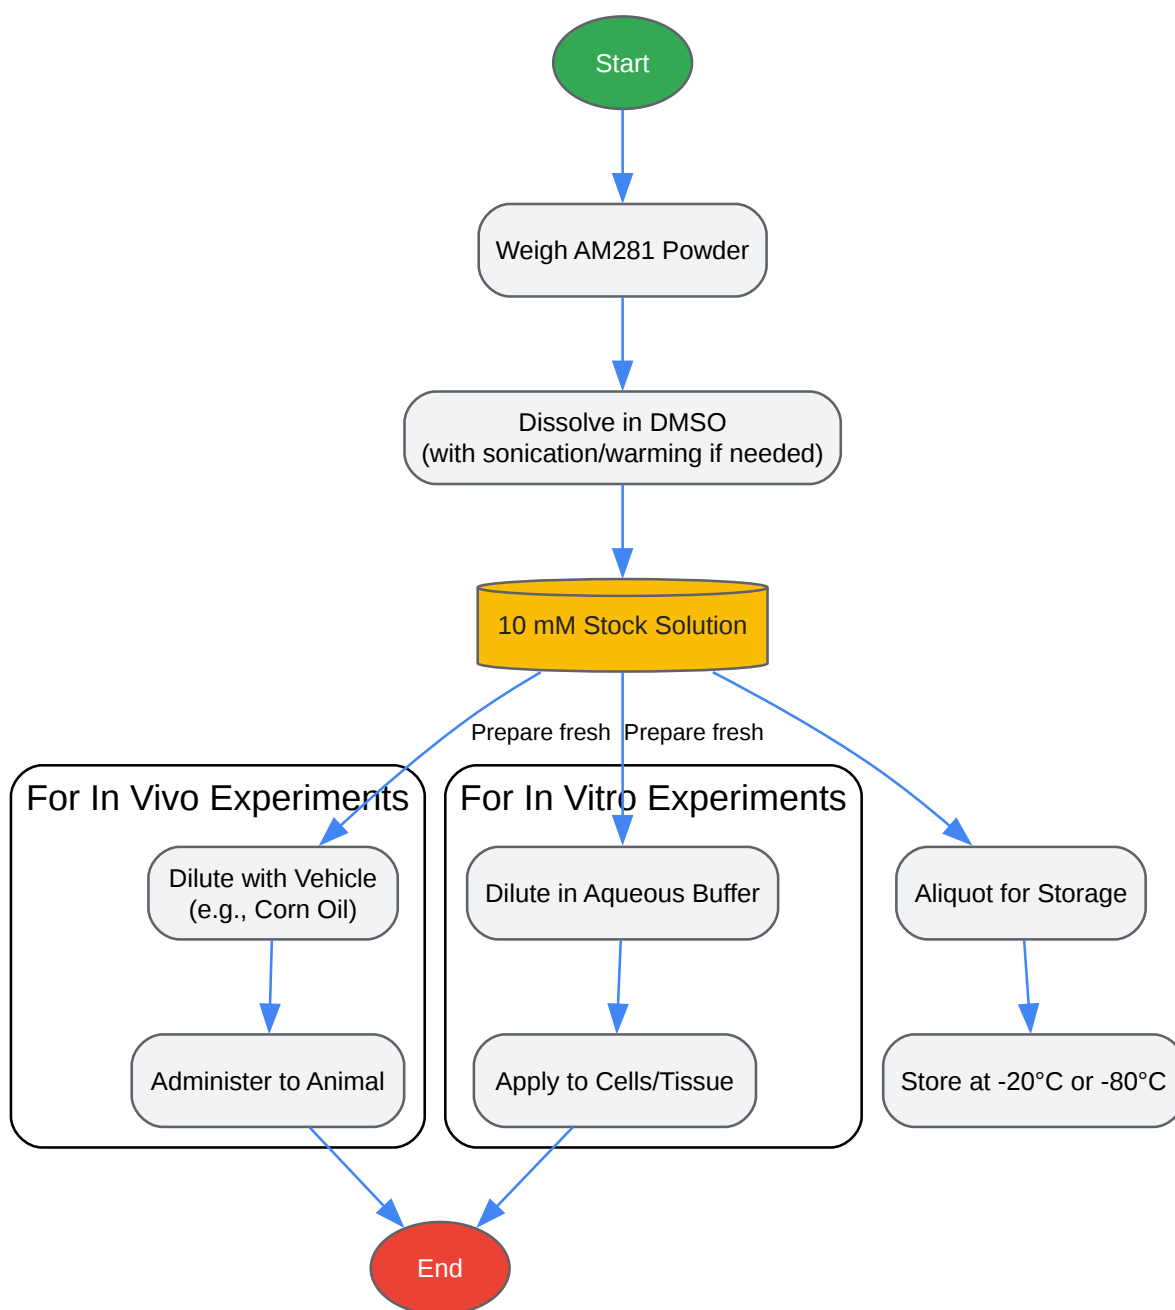 Start
Weigh AM281 Powder
Dissolve in DMSO
(with sonication/warming if needed)
10 mM Stock Solution
Prepare fresh
Prepare fresh
For In Vivo Experiments
For In Vitro Experiments
Dilute with Vehicle
(e.g., Corn Oil)
Dilute in Aqueous Buffer
Aliquot for Storage
Administer to Animal
Apply to Cells/Tissue
Store at -20°C or -80°C
End